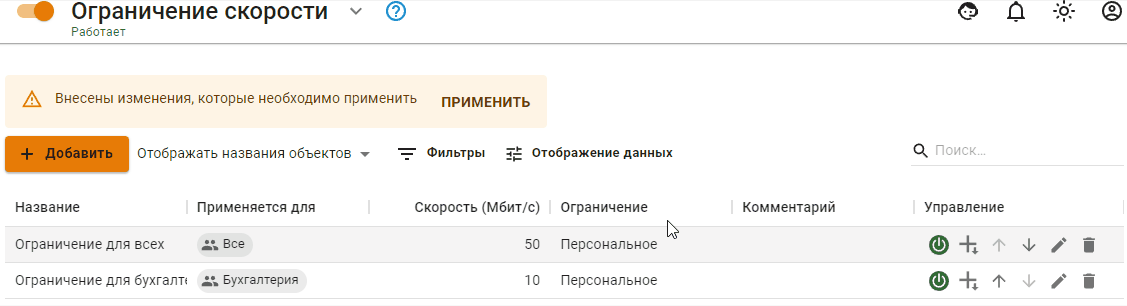 Ограничение скорости
Работает
Внесены изменения, которые необходимо применить ПРИМЕНИТЬ
+ Добавить Отображать названия объектов Фильтры Отображение данных Поиск...
Название Применяется для Скорость (Мбит/с) Ограничение Комментарий Управление
Ограничение для всех Все 50 Персональное
Ограничение для бухгалте Бухгалтерия 10 Персональное